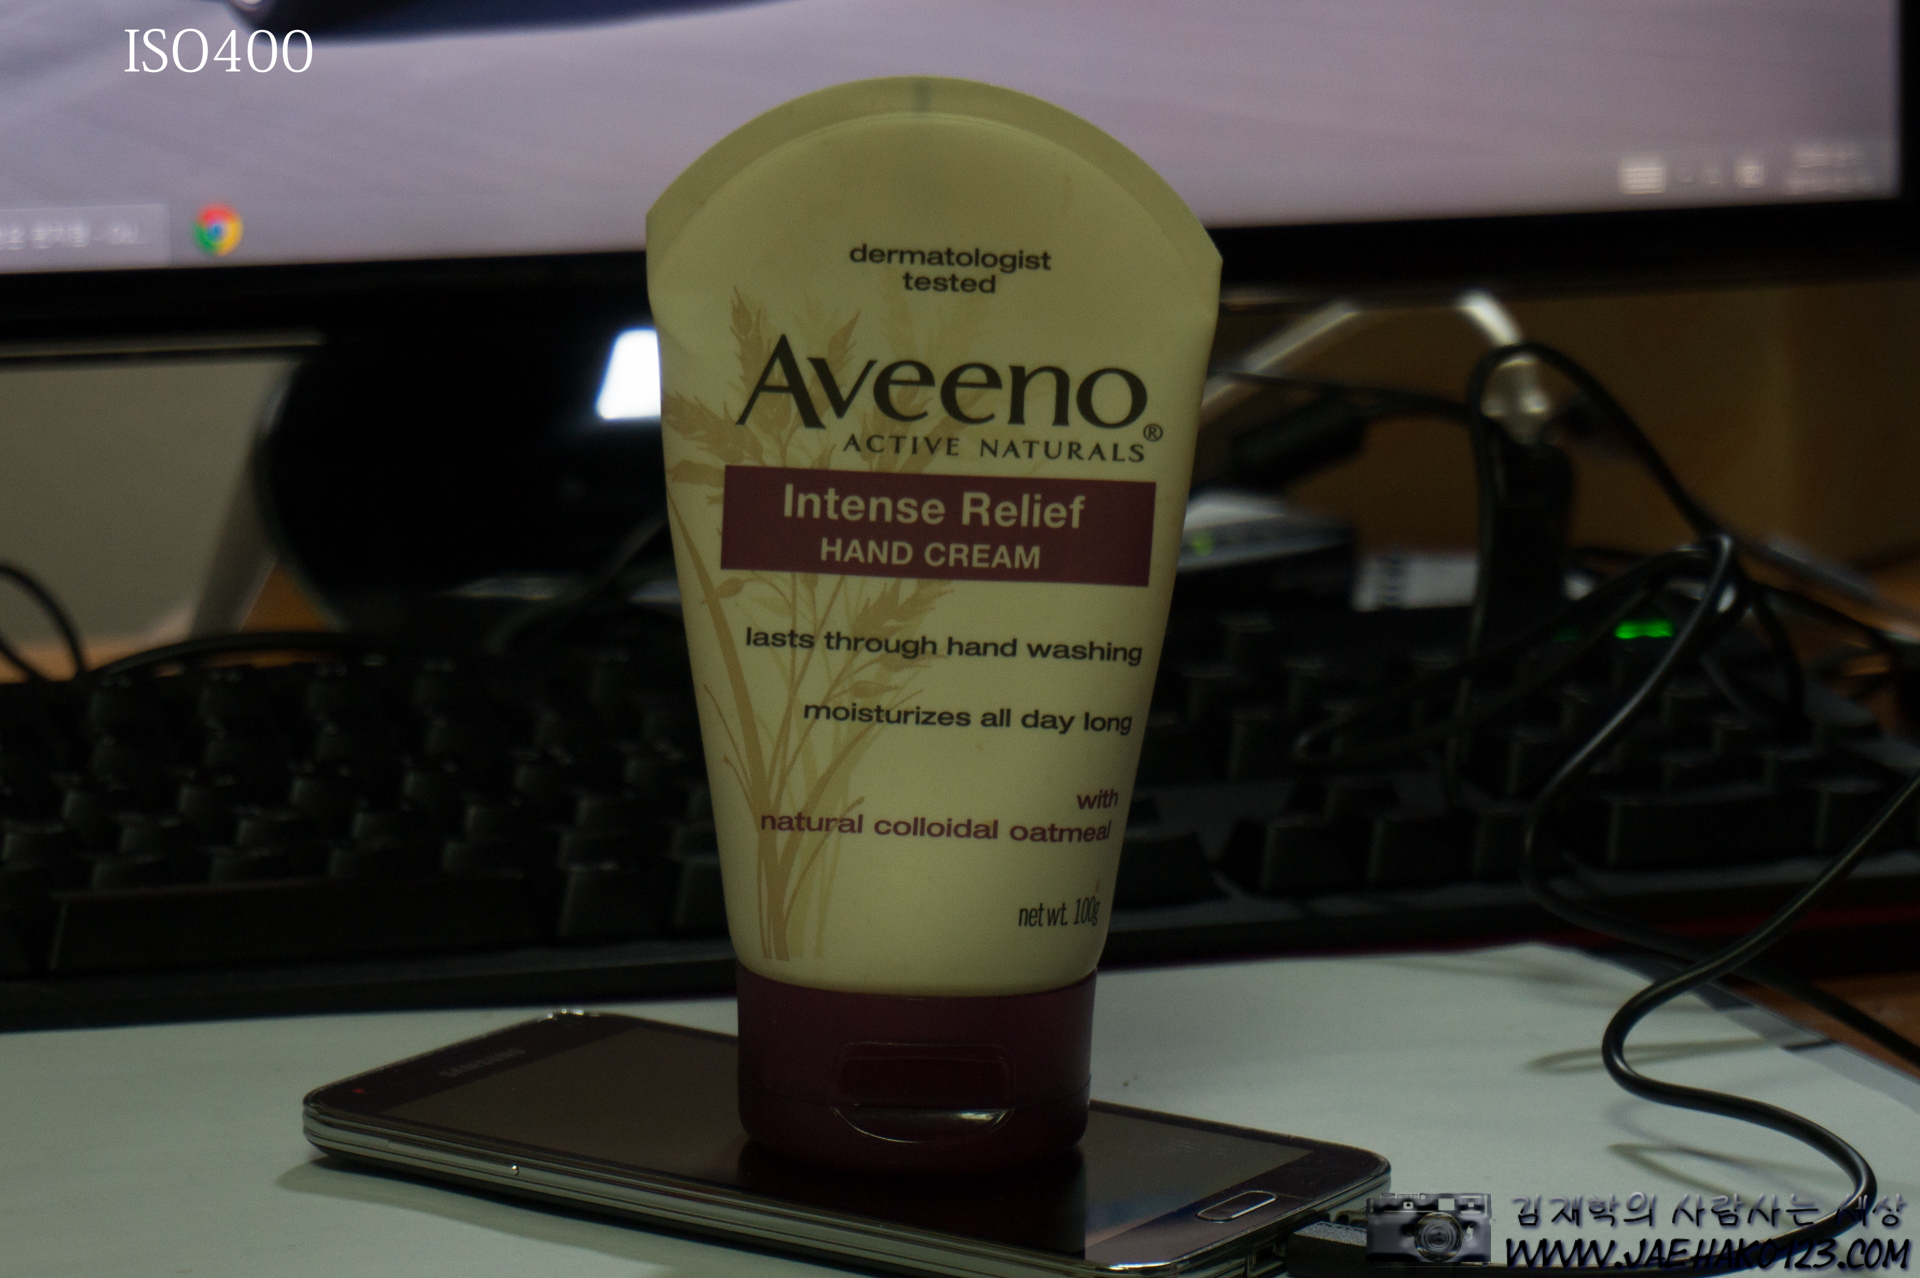 ISO400
dermatologist
tested
Aveeno®
ACTIVE NATURALS
Intense Relief
HAND CREAM
lasts through hand washing
moisturizes all day long
with
natural colloidal oatmeal
net wt. 100g
SAMSUNG
김재학의 사람사는 세상
WWW.JAEHAK0123.COM